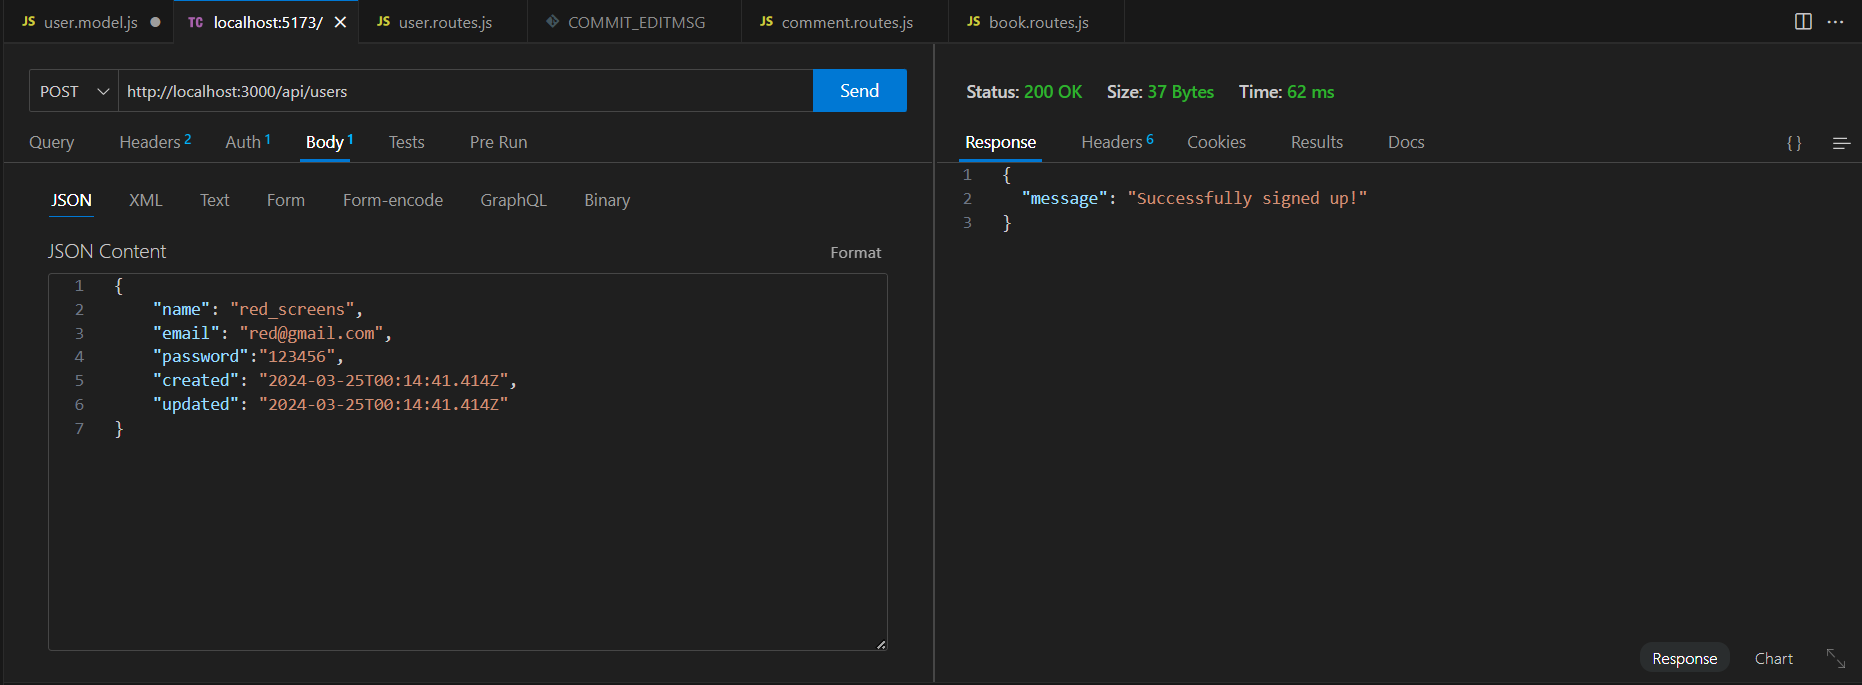 JS user.model.js TC localhost:5173/ JS user.routes.js COMMIT_EDITMSG JS comment.routes.js JS book.routes.js
POST http://localhost:3000/api/users Send
Query Headers 2 Auth 1 Body 1 Tests Pre Run
JSON XML Text Form Form-encode GraphQL Binary
JSON Content Format
1 {
2 "name": "red_screens",
3 "email": "red@gmail.com",
4 "password":"123456",
5 "created": "2024-03-25T00:14:41.414Z",
6 "updated": "2024-03-25T00:14:41.414Z"
7 }
Status: 200 OK Size: 37 Bytes Time: 62 ms
Response Headers 6 Cookies Results Docs { }
1 {
2 "message": "Successfully signed up!"
3 }
Response Chart